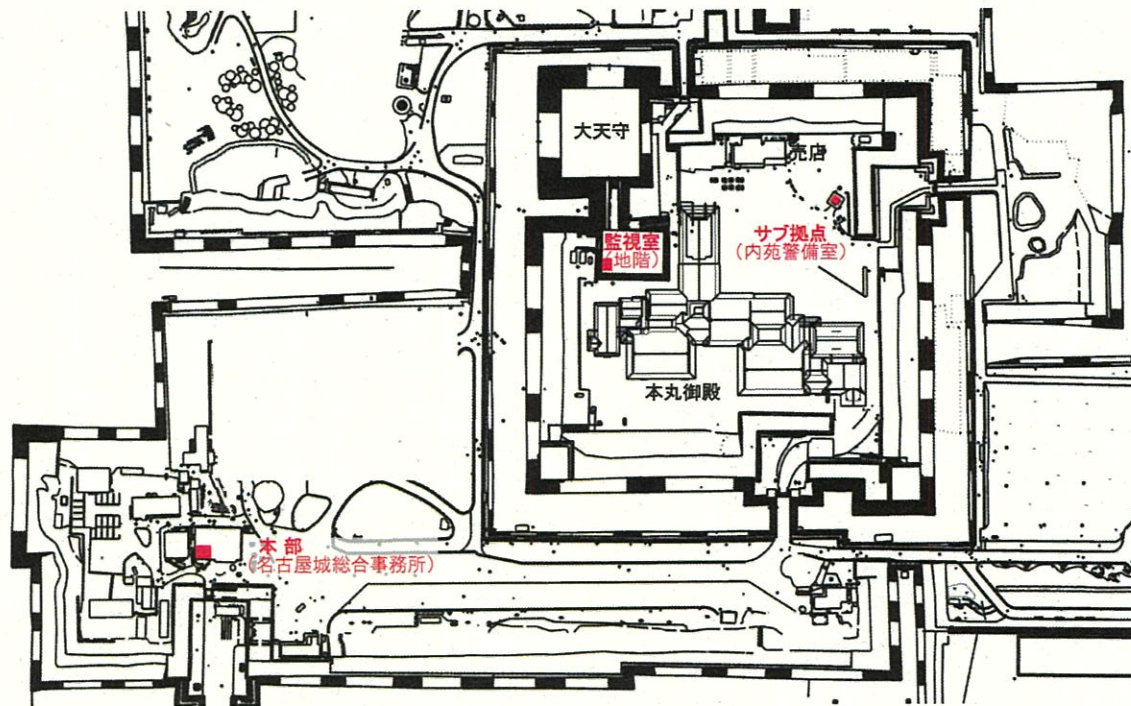 大天守
売店
監視室
(地階)
サブ拠点
(内苑警備室)
本丸御殿
本部
(名古屋城総合事務所)